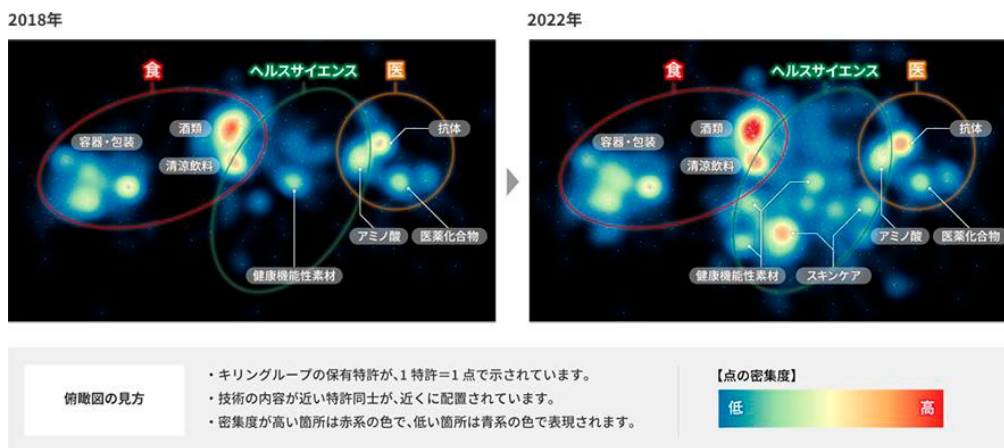 2018年
2022年
食
ヘルスサイエンス
医
酒類
抗体
容器・包装
清涼飲料
アミノ酸
医薬化合物
健康機能性素材
食
ヘルスサイエンス
医
酒類
抗体
容器・包装
清涼飲料
アミノ酸
医薬化合物
健康機能性素材
スキンケア
俯瞰図の見方
・キリングループの保有特許が、1特許=1点で示されています。
・技術の内容が近い特許同士が、近くに配置されています。
・密集度が高い箇所は赤系の色で、低い箇所は青系の色で表現されます。
【点の密集度】
低
高